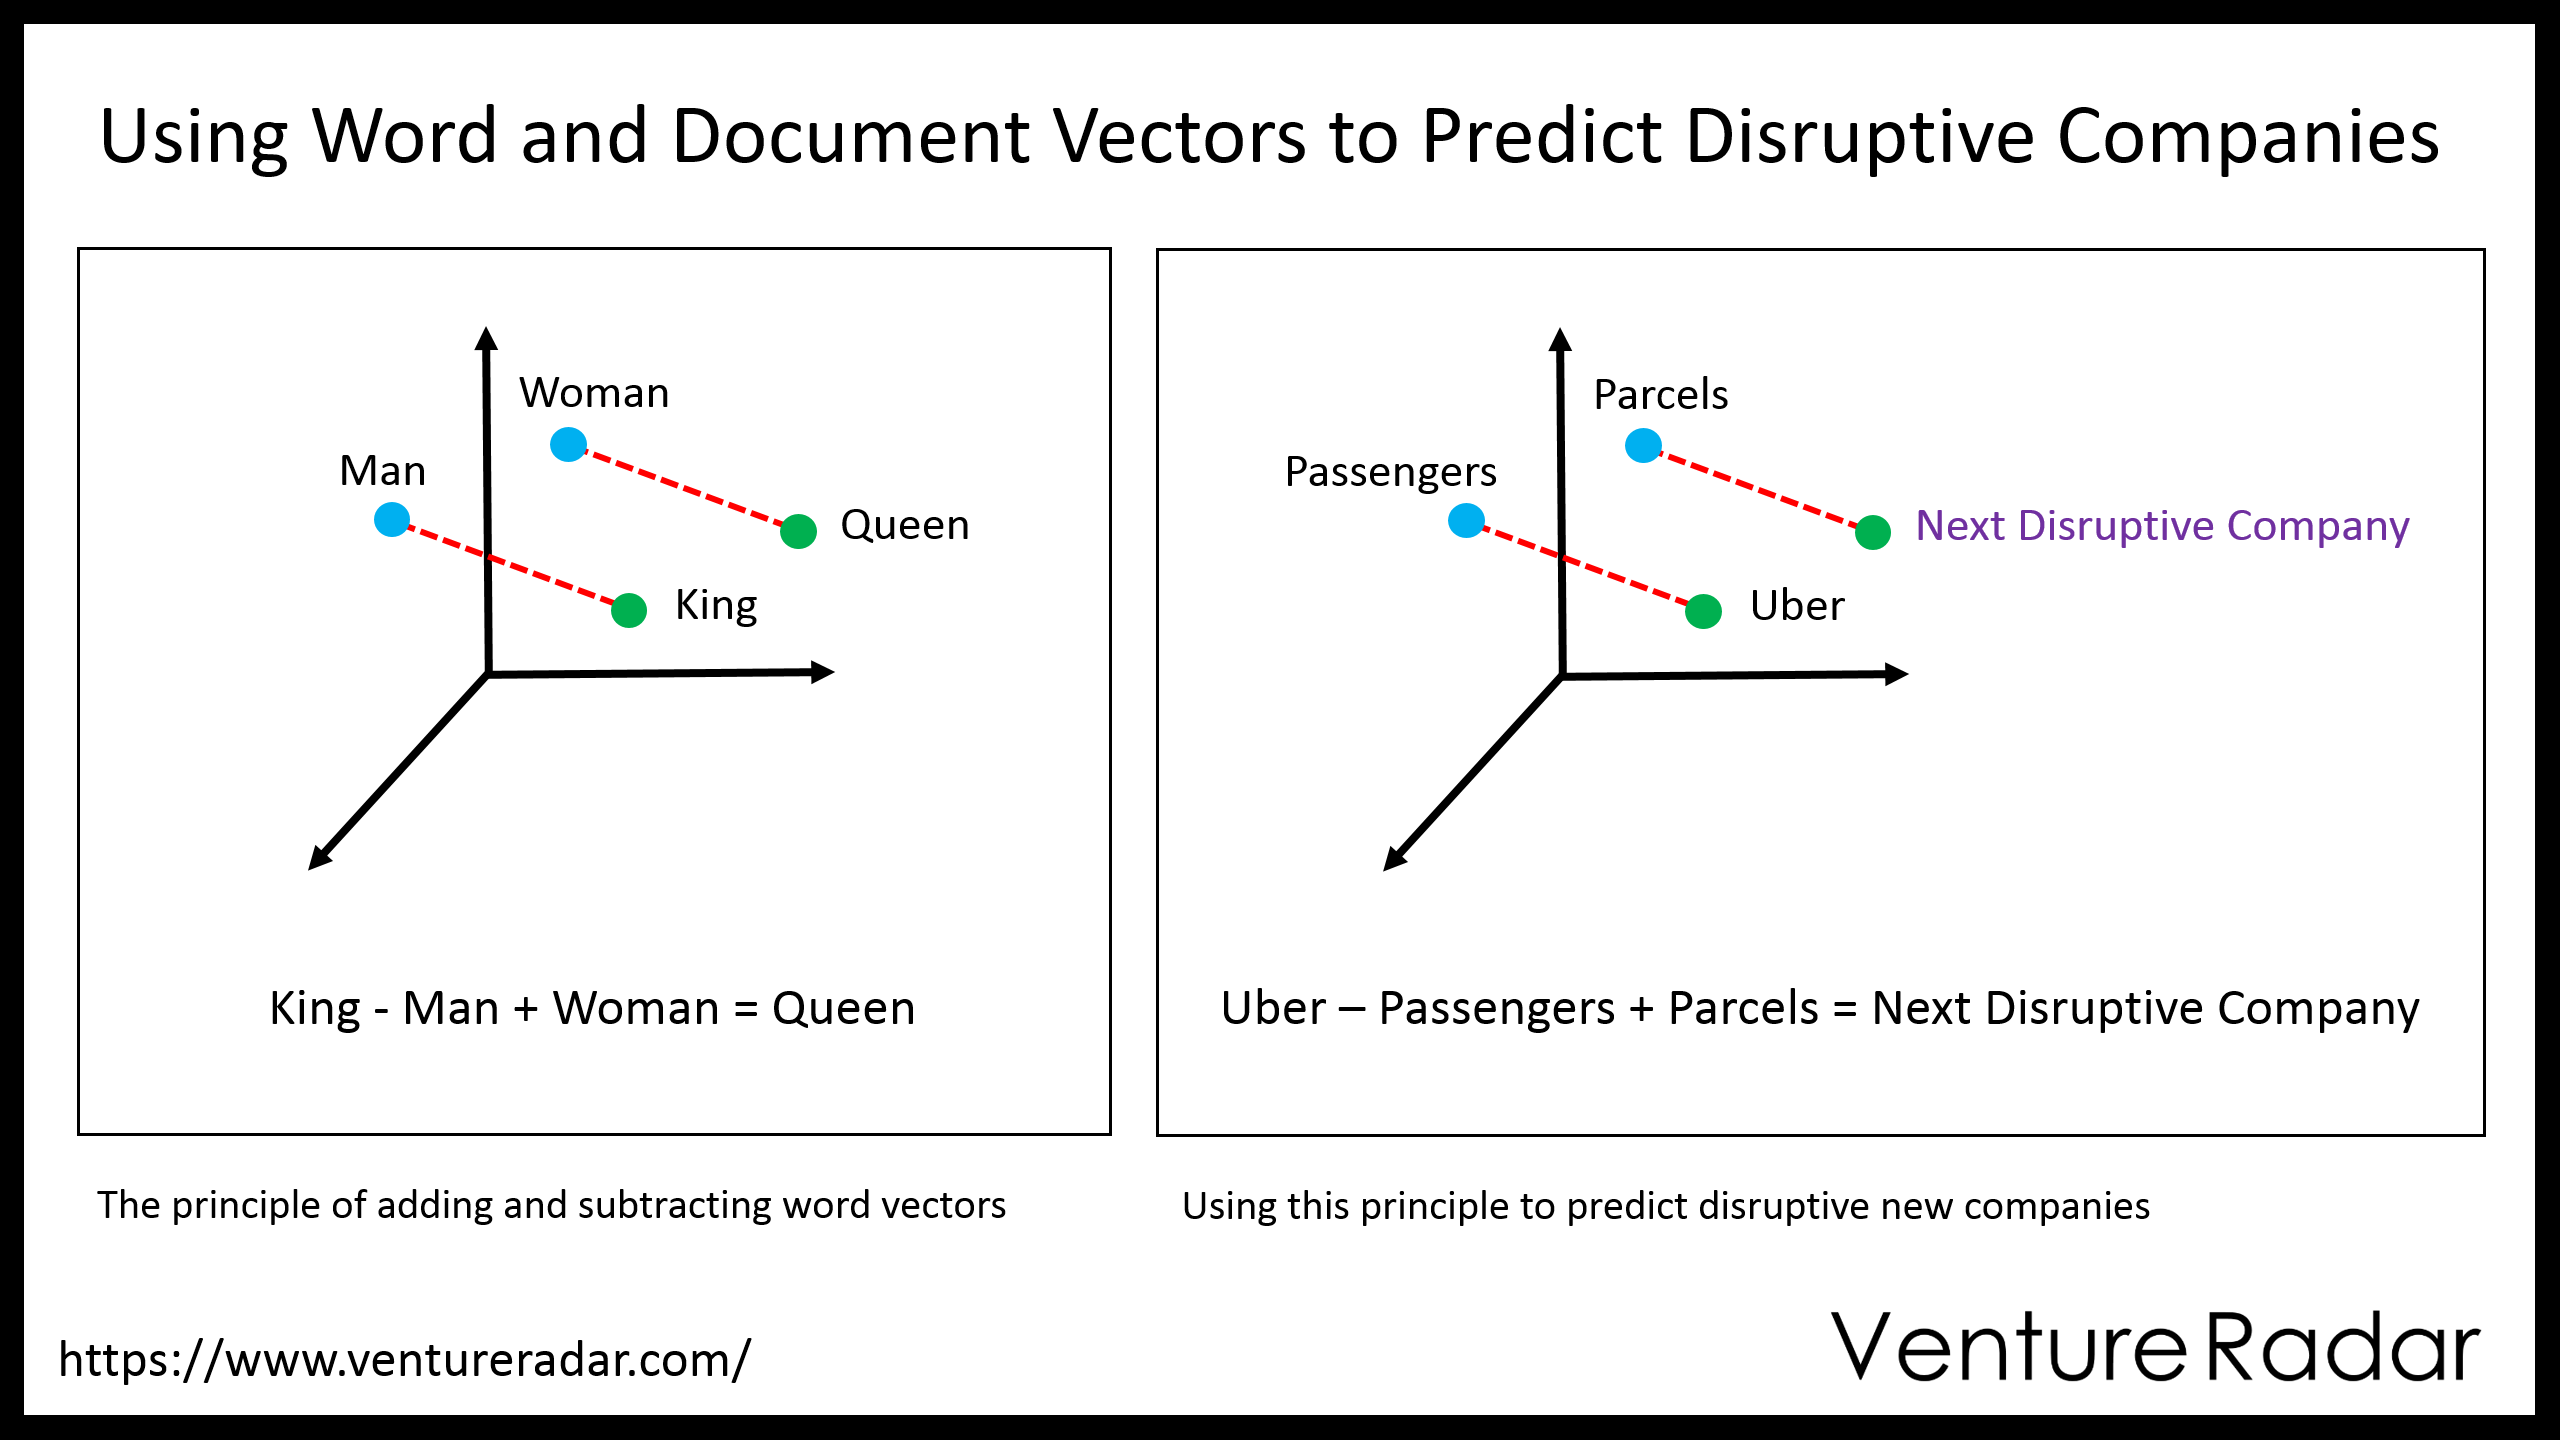 Using Word and Document Vectors to Predict Disruptive Companies
Woman
Man
Queen
King
King - Man + Woman = Queen
The principle of adding and subtracting word vectors
Parcels
Passengers
Next Disruptive Company
Uber
Uber – Passengers + Parcels = Next Disruptive Company
Using this principle to predict disruptive new companies
https://www.ventureradar.com/
Venture Radar